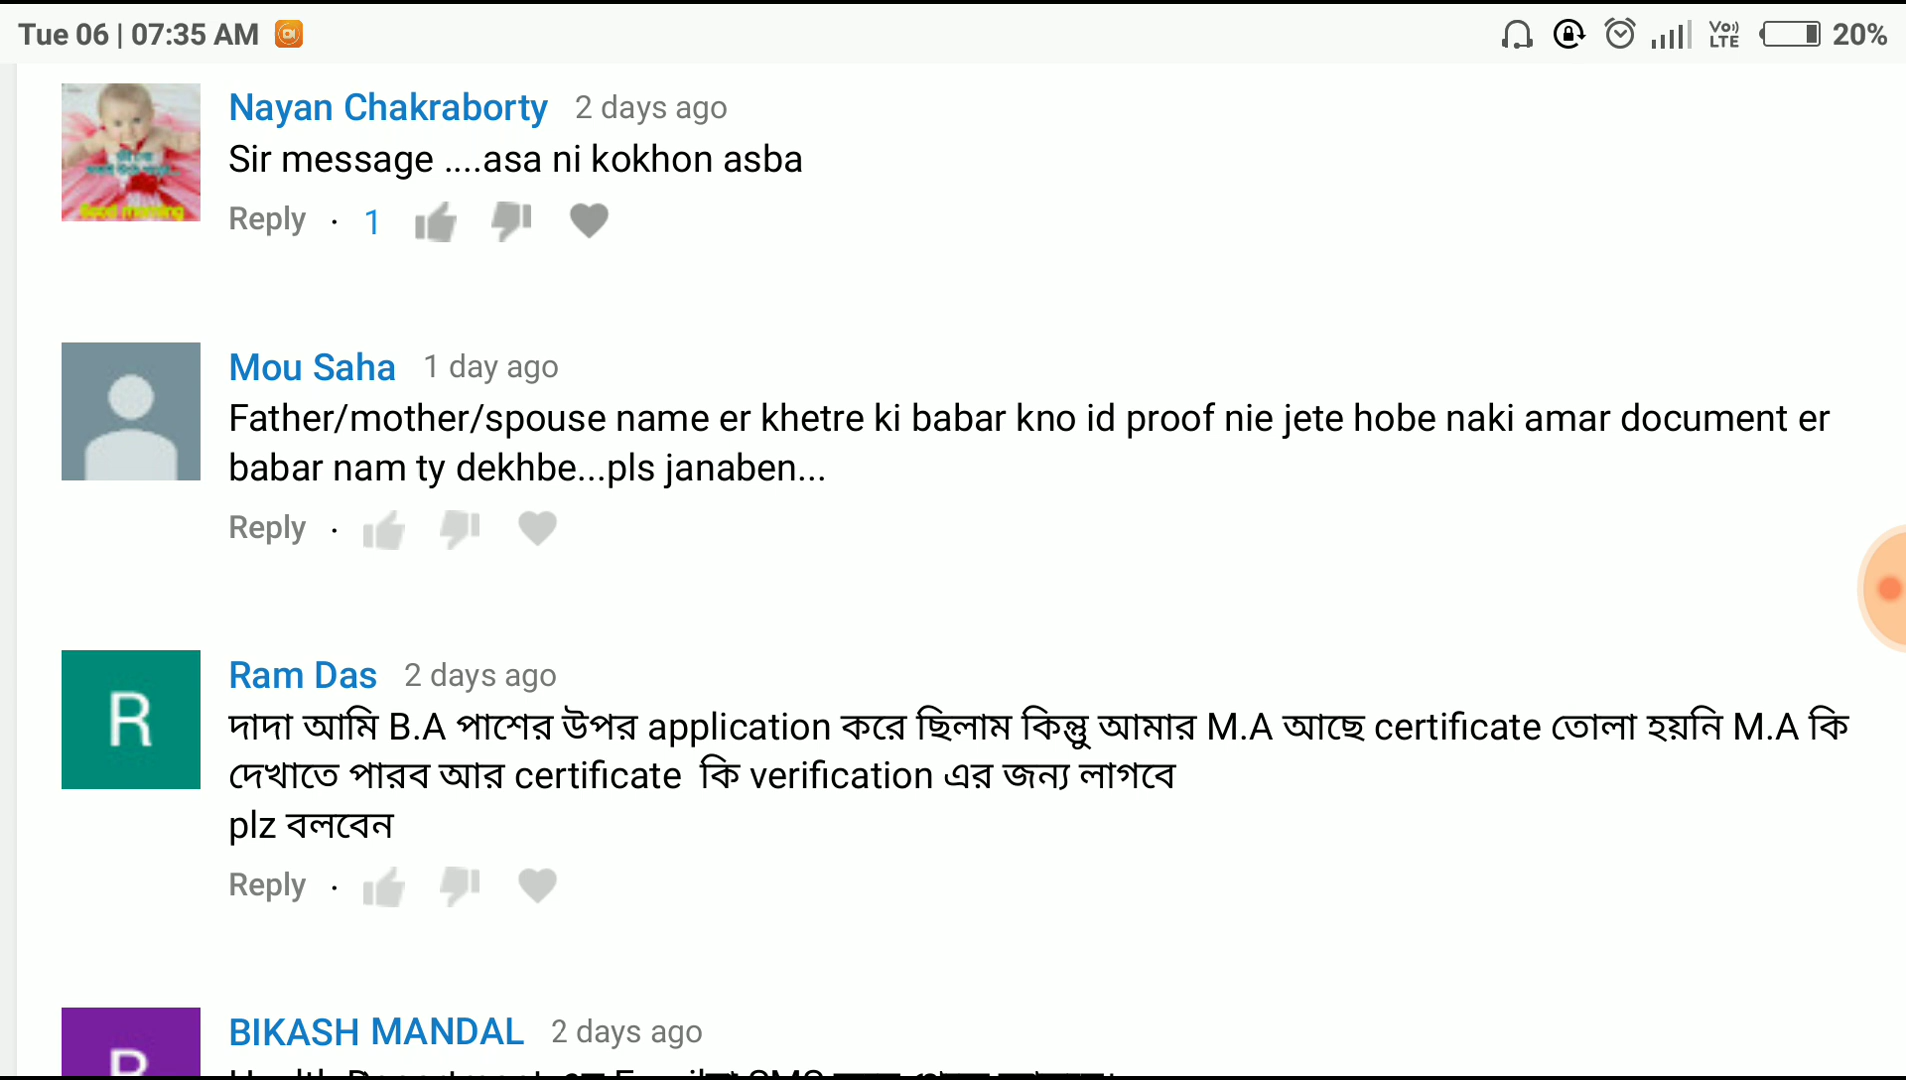 Tue 06 | 07:35 AM
Vo)) LTE 20%
Nayan Chakraborty 2 days ago
Sir message ....asa ni kokhon asba
Reply · 1
Mou Saha 1 day ago
Father/mother/spouse name er khetre ki babar kno id proof nie jete hobe naki amar document er
babar nam ty dekhbe...pls janaben...
Reply ·
R
Ram Das 2 days ago
দাদা আমি B.A পাশের উপর application করে ছিলাম কিন্তু আমার M.A আছে certificate তোলা হয়নি M.A কি
দেখাতে পারব আর certificate কি verification এর জন্য লাগবে
plz বলবেন
Reply ·
BIKASH MANDAL 2 days ago